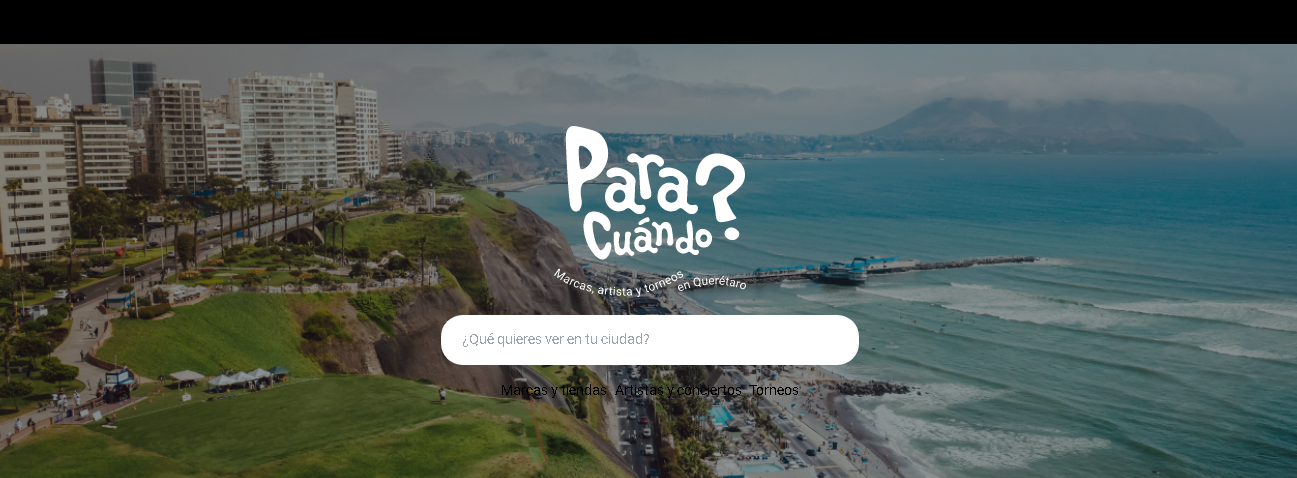 Para
Cuándo?
Marcas, artista y torneos
en Querétaro
¿Qué quieres ver en tu ciudad?
Marcas y tiendas Artistas y conciertos Torneos